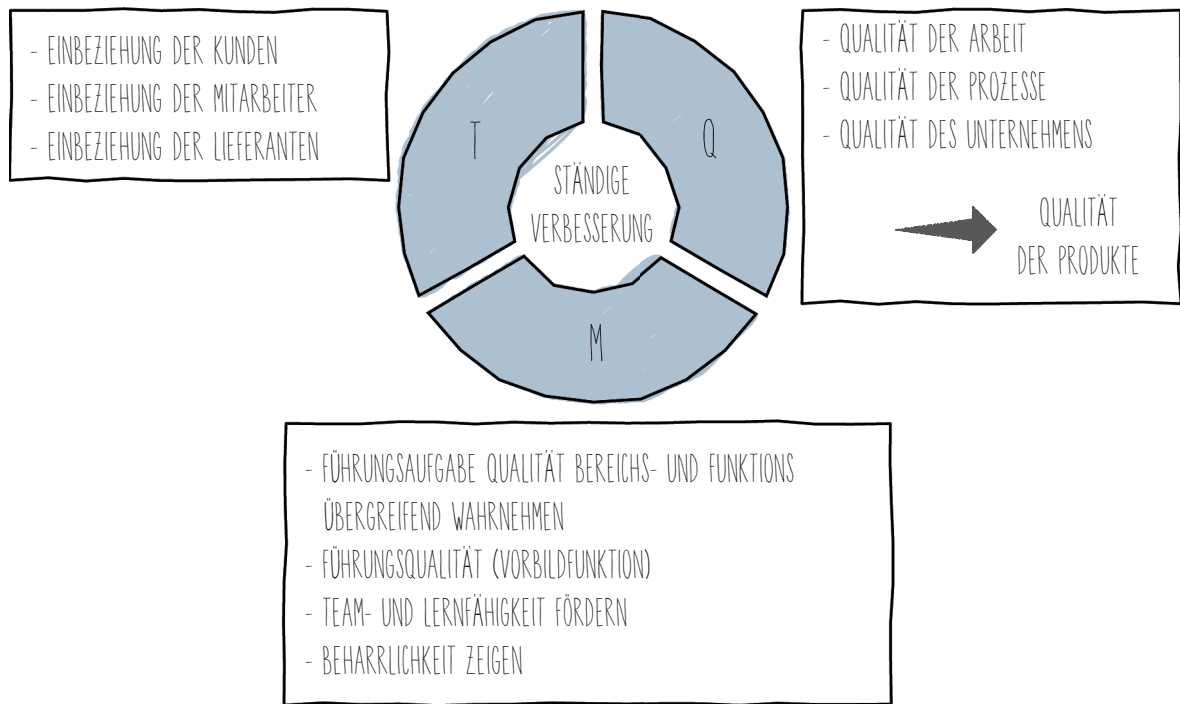 - EINBEZIEHUNG DER KUNDEN
- EINBEZIEHUNG DER MITARBEITER
- EINBEZIEHUNG DER LIEFERANTEN
T
Q
STÄNDIGE
VERBESSERUNG
M
- QUALITÄT DER ARBEIT
- QUALITÄT DER PROZESSE
- QUALITÄT DES UNTERNEHMENS
QUALITÄT
DER PRODUKTE
- FÜHRUNGSAUFGABE QUALITÄT BEREICHS- UND FUNKTIONS
ÜBERGREIFEND WAHRNEHMEN
- FÜHRUNGSQUALITÄT (VORBILDFUNKTION)
- TEAM- UND LERNFÄHIGKEIT FÖRDERN
- BEHARRLICHKEIT ZEIGEN